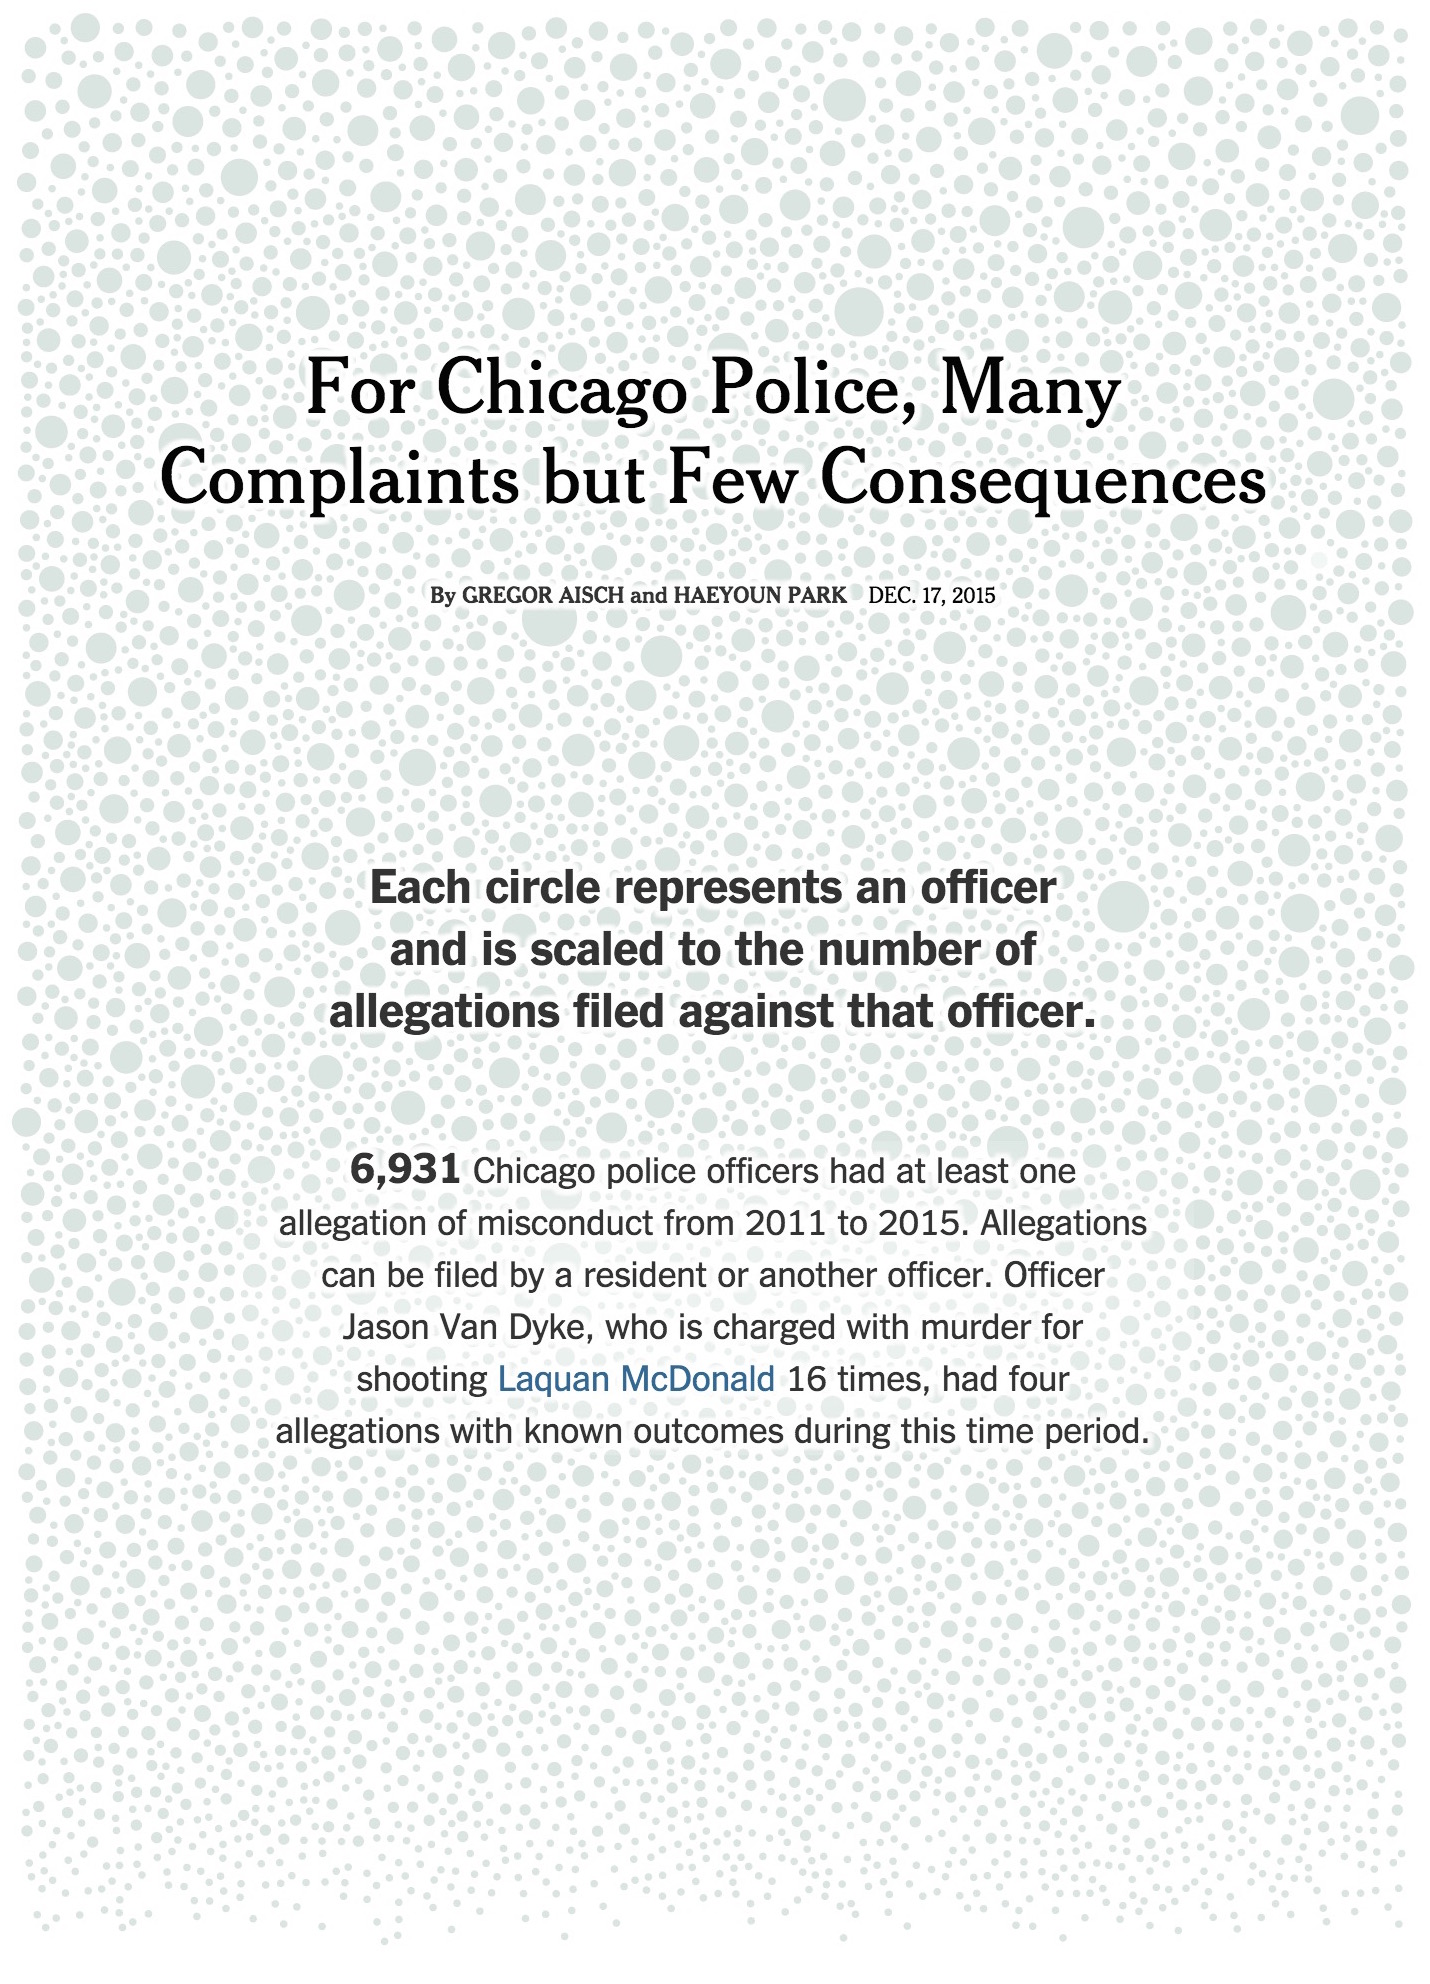 For Chicago Police, Many
Complaints but Few Consequences
By GREGOR AISCH and HAEYOUN PARK DEC. 17, 2015
Each circle represents an officer
and is scaled to the number of
allegations filed against that officer.
6,931 Chicago police officers had at least one
allegation of misconduct from 2011 to 2015. Allegations
can be filed by a resident or another officer. Officer
Jason Van Dyke, who is charged with murder for
shooting Laquan McDonald 16 times, had four
allegations with known outcomes during this time period.